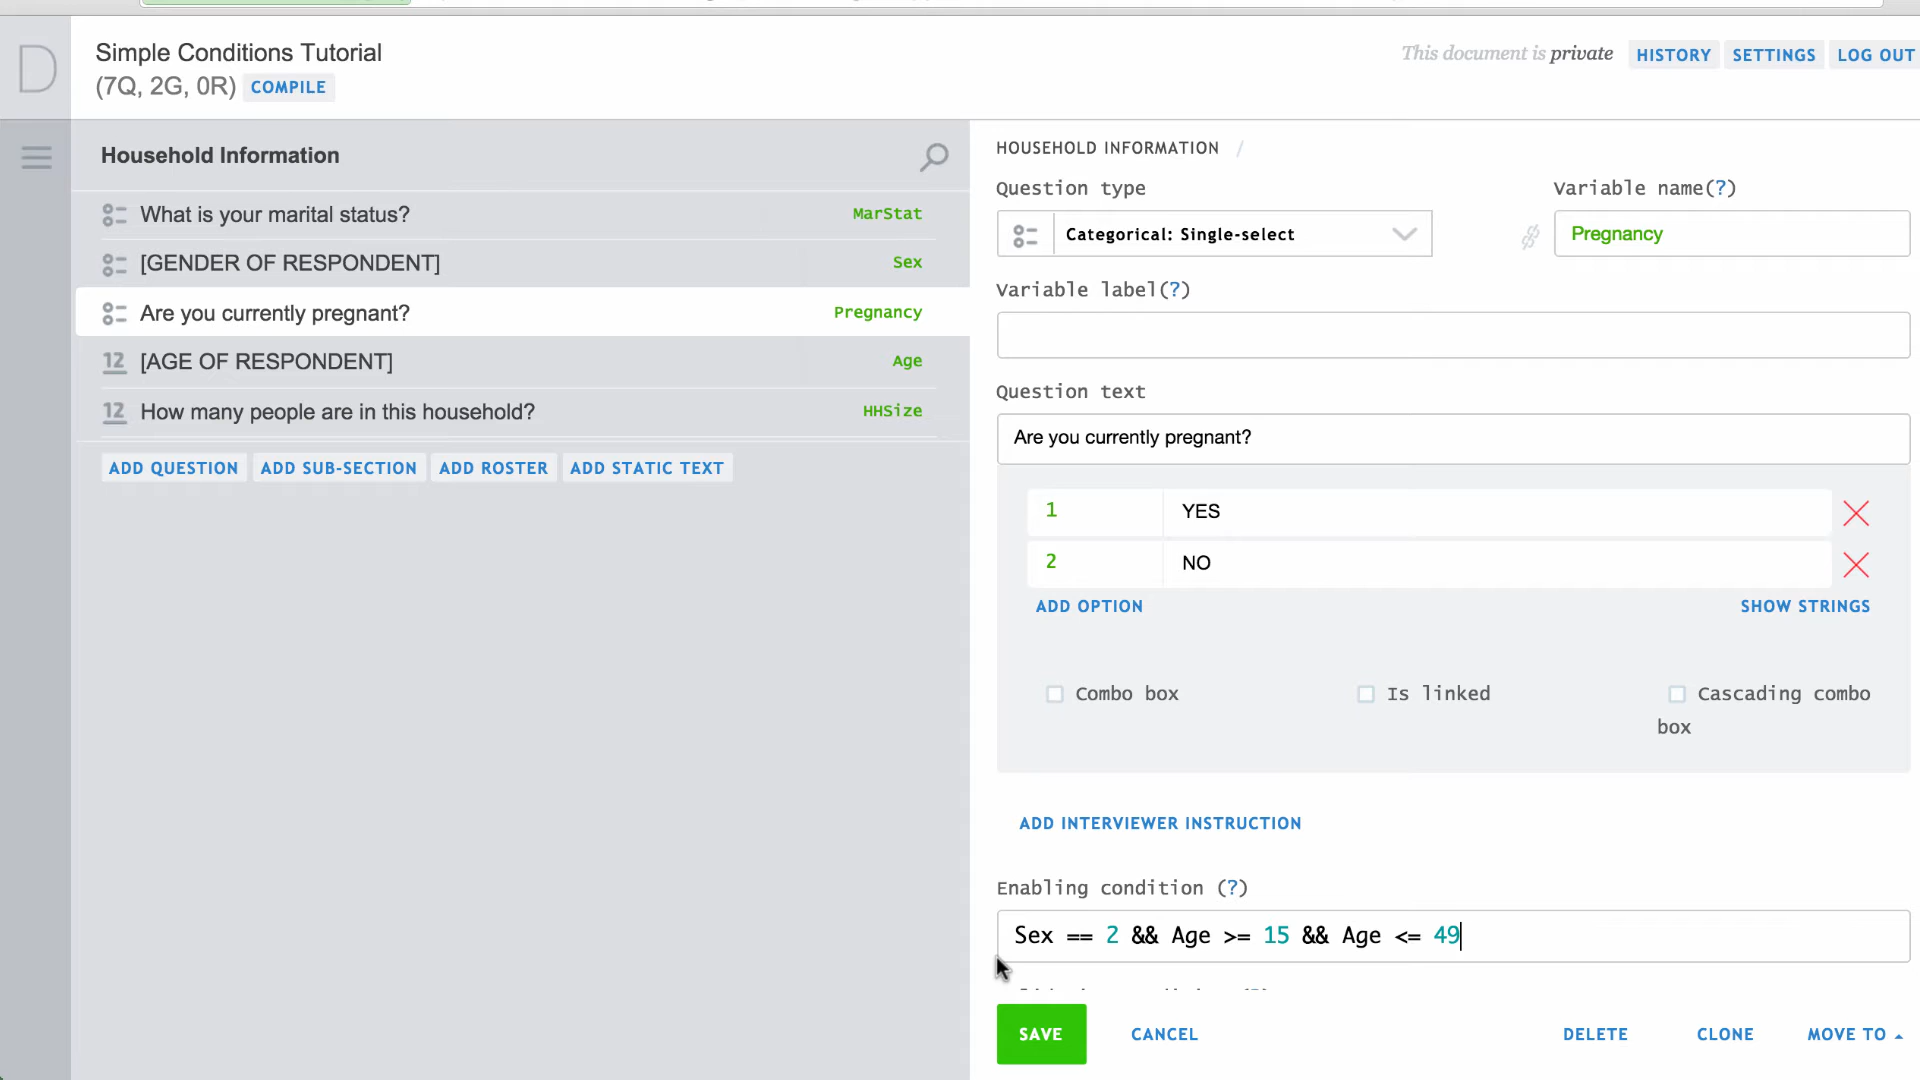 D
Simple Conditions Tutorial
(7Q, 2G, 0R) COMPILE
This document is private HISTORY SETTINGS LOG OUT
Household Information
What is your marital status? MarStat
[GENDER OF RESPONDENT] Sex
Are you currently pregnant? Pregnancy
12 [AGE OF RESPONDENT] Age
12 How many people are in this household? HHSize
ADD QUESTION ADD SUB-SECTION ADD ROSTER ADD STATIC TEXT
HOUSEHOLD INFORMATION /
Question type Variable name(?)
Categorical: Single-select Pregnancy
Variable label(?)
Question text
Are you currently pregnant?
1 YES
2 NO
ADD OPTION SHOW STRINGS
Combo box Is linked Cascading combo
box
ADD INTERVIEWER INSTRUCTION
Enabling condition (?)
Sex == 2 && Age >= 15 && Age <= 49
SAVE CANCEL DELETE CLONE MOVE TO